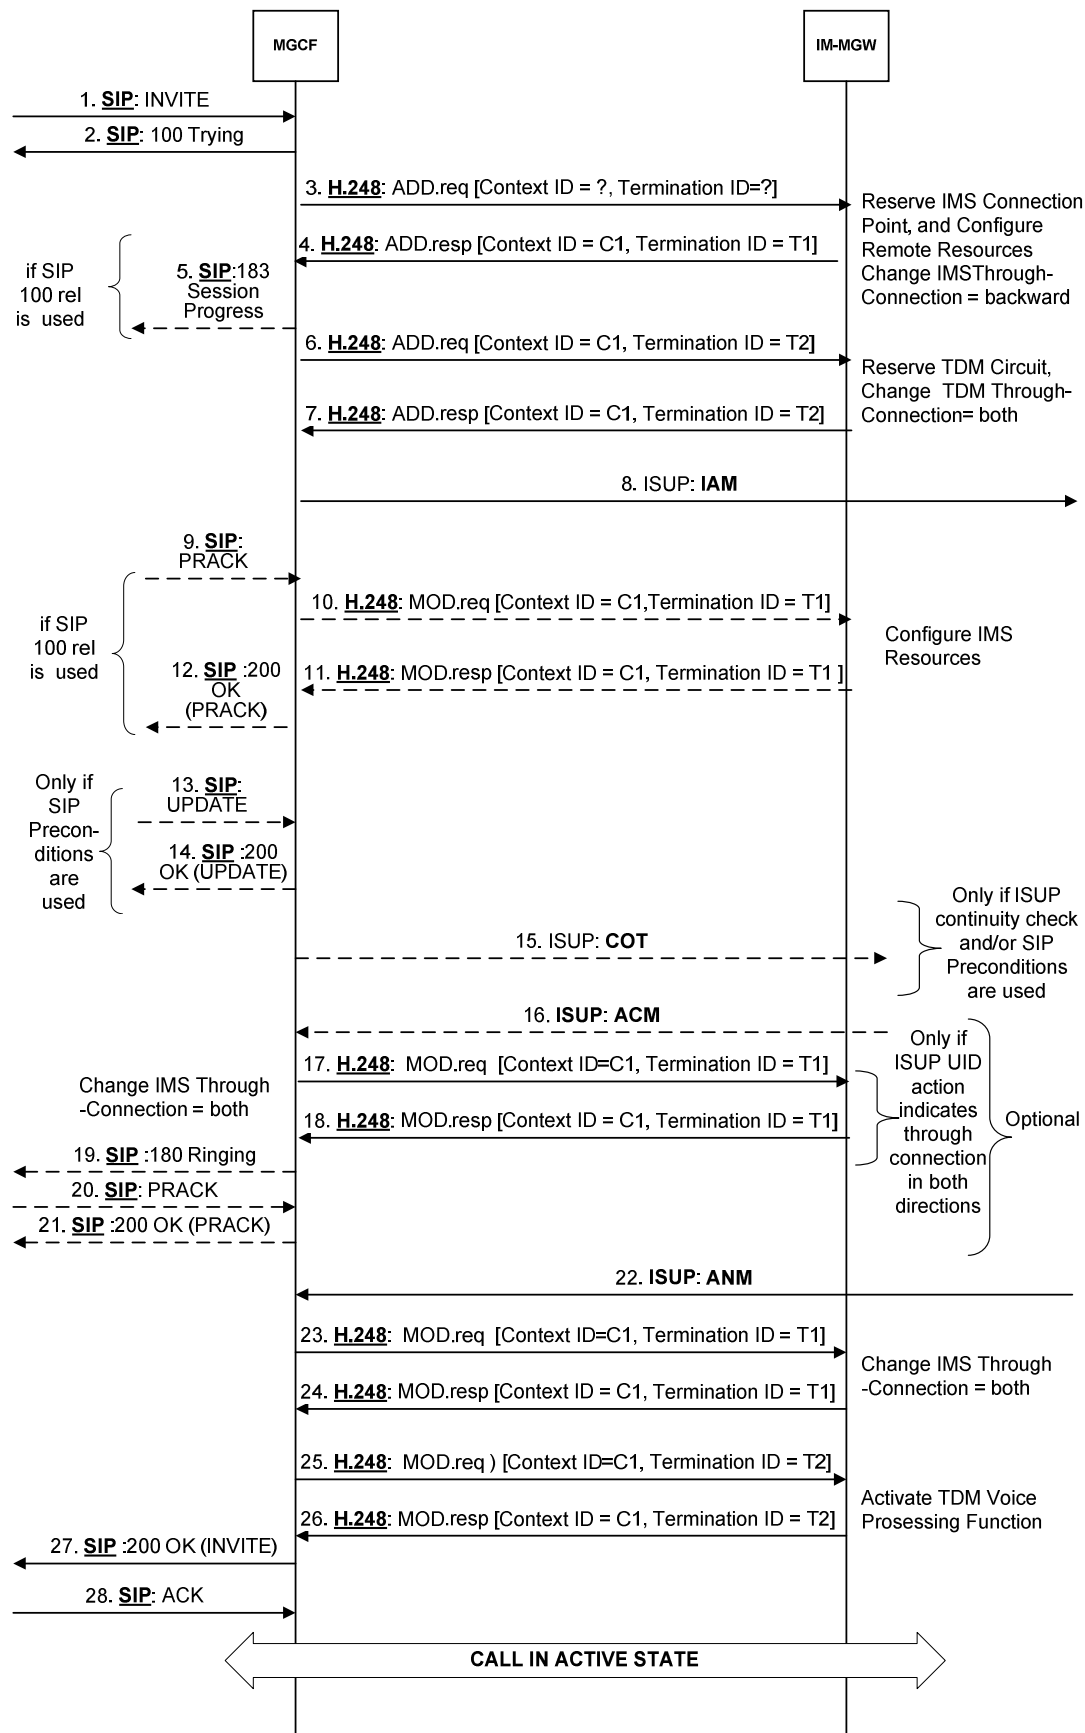 MGCF
IM-MGW
1. SIP: INVITE
2. SIP: 100 Trying
3. H.248: ADD.req [Context ID = ?, Termination ID=?]
Reserve IMS Connection
Point, and Configure
Remote Resources
Change IMSThrough-
Connection = backward
4. H.248: ADD.resp [Context ID = C1, Termination ID = T1]
if SIP
100 rel
is used
5. SIP:183
Session
Progress
6. H.248: ADD.req [Context ID = C1, Termination ID = T2]
Reserve TDM Circuit,
Change TDM Through-
Connection= both
7. H.248: ADD.resp [Context ID = C1, Termination ID = T2]
8. ISUP: IAM
9. SIP:
PRACK
10. H.248: MOD.req [Context ID = C1,Termination ID = T1]
if SIP
100 rel
is used
Configure IMS
Resources
11. H.248: MOD.resp [Context ID = C1, Termination ID = T1 ]
12. SIP :200
OK
(PRACK)
Only if
SIP
Precon-
ditions
are
used
13. SIP:
UPDATE
14. SIP :200
OK (UPDATE)
15. ISUP: COT
Only if ISUP
continuity check
and/or SIP
Preconditions
are used
16. ISUP: ACM
17. H.248: MOD.req [Context ID=C1, Termination ID = T1]
Change IMS Through
-Connection = both
18. H.248: MOD.resp [Context ID = C1, Termination ID = T1]
Only if
ISUP UID
action
indicates
through
connection
in both
directions
Optional
19. SIP :180 Ringing
20. SIP: PRACK
21. SIP :200 OK (PRACK)
22. ISUP: ANM
23. H.248: MOD.req [Context ID=C1, Termination ID = T1]
Change IMS Through
-Connection = both
24. H.248: MOD.resp [Context ID = C1, Termination ID = T1]
25. H.248: MOD.req ) [Context ID=C1, Termination ID = T2]
Activate TDM Voice
Prosessing Function
26. H.248: MOD.resp [Context ID = C1, Termination ID = T2]
27. SIP :200 OK (INVITE)
28. SIP: ACK
CALL IN ACTIVE STATE